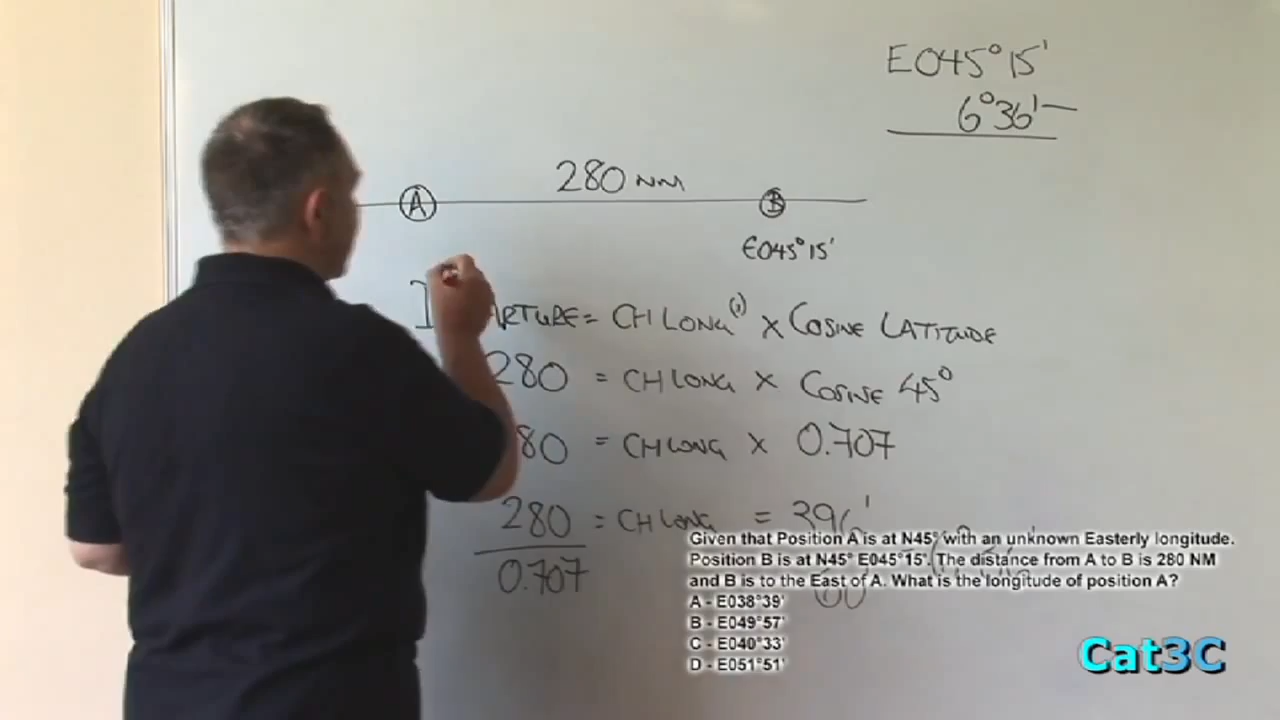 E045°15'
6°36' —
280 NM
A
B
E045°15'
ARTURE = CH LONG(') x COSINE LATITUDE
280 = CH LONG x COSINE 45°
80 = CH LONG x 0.707
280 = CH LONG = 396'
0.707
60
Given that Position A is at N45° with an unknown Easterly longitude.
Position B is at N45° E045°15'. The distance from A to B is 280 NM
and B is to the East of A. What is the longitude of position A?
A - E038°39'
B - E049°57'
C - E040°33'
D - E051°51'
Cat3C